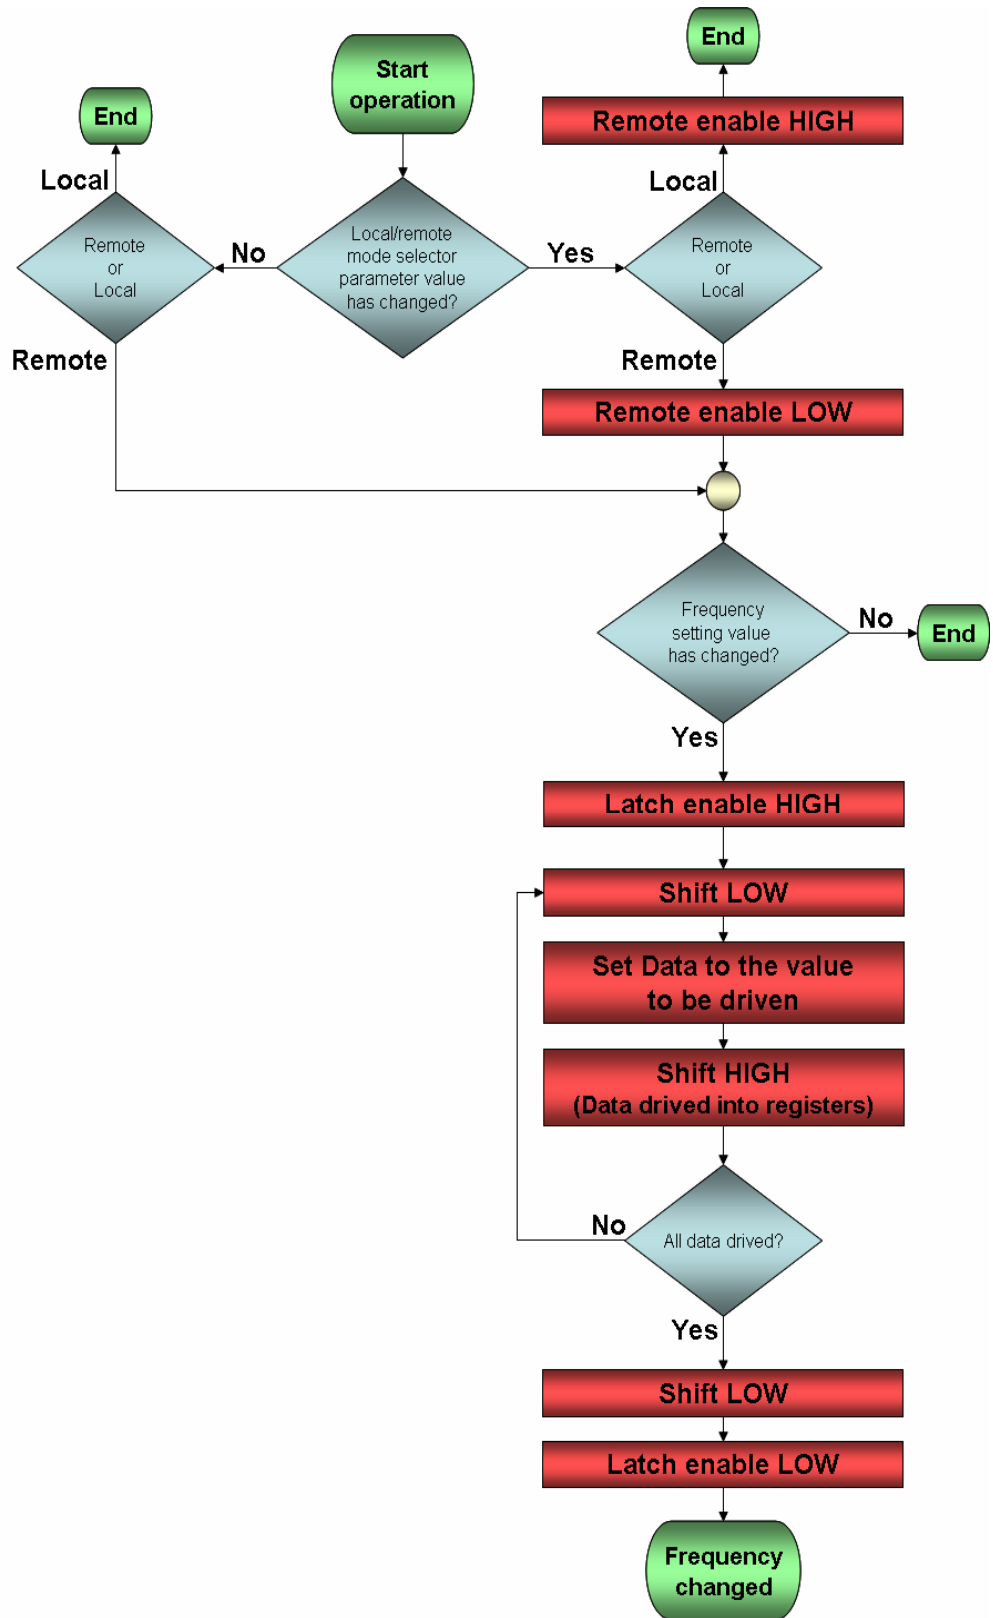 End
Start
operation
End
Remote enable HIGH
Local
Local
Remote
or
Local
No
Local/remote
mode selector
parameter value
has changed?
Yes
Remote
or
Local
Remote
Remote
Remote enable LOW
Frequency
setting value
has changed?
No
End
Yes
Latch enable HIGH
Shift LOW
Set Data to the value
to be driven
Shift HIGH
(Data drived into registers)
No
All data drived?
Yes
Shift LOW
Latch enable LOW
Frequency
changed